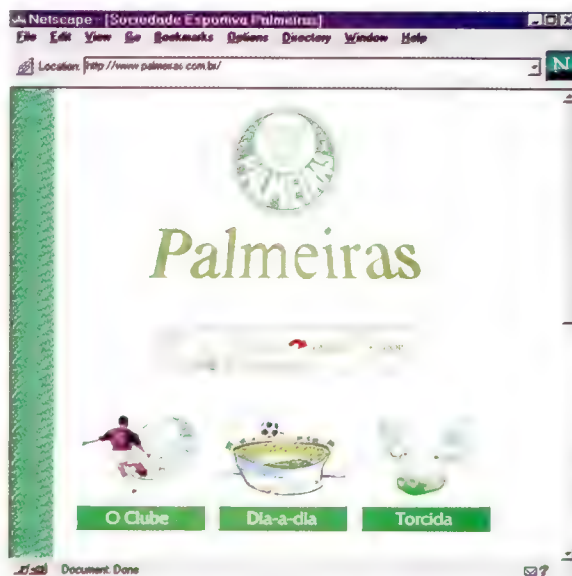 Netscape - [Sociedade Esportiva Palmeiras]
File Edit View Go Bookmarks Options Directory Window Help
Location: http://www.palmeiras.com.br/
N
PALMEIRAS
Palmeiras
O Clube Dia-a-dia Torcida
Document: Done